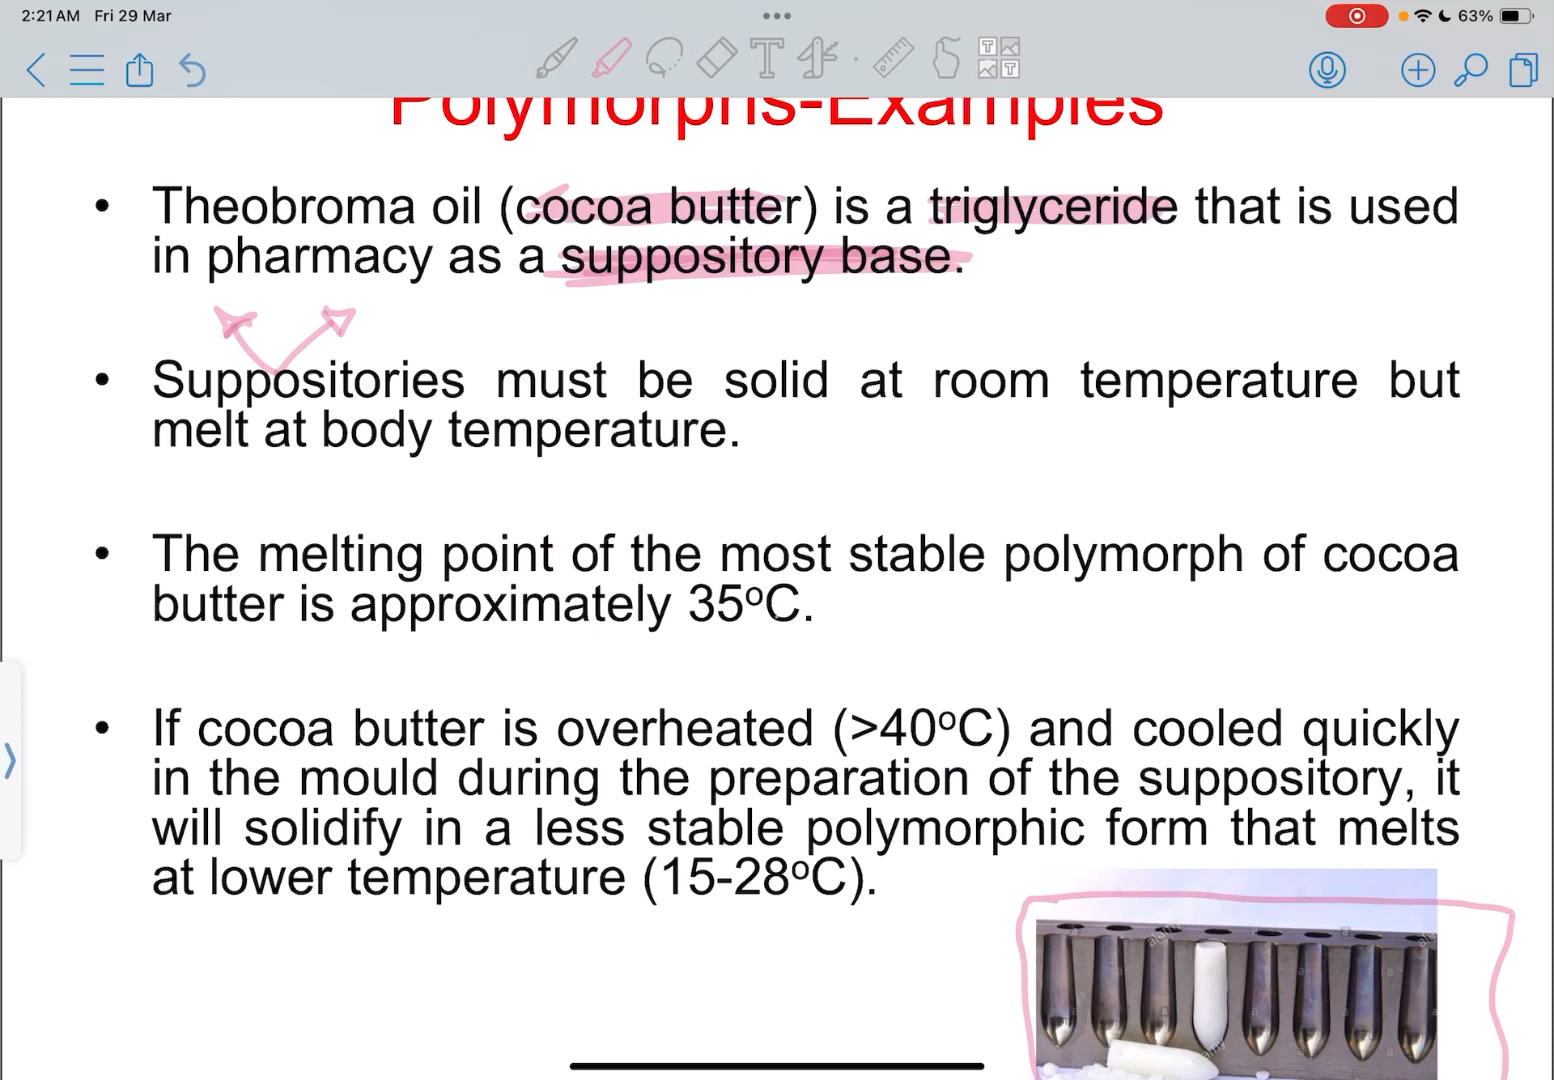 2:21 AM Fri 29 Mar
63%
Polymorphs-Examples
• Theobroma oil (cocoa butter) is a triglyceride that is used
in pharmacy as a suppository base.
• Suppositories must be solid at room temperature but
melt at body temperature.
• The melting point of the most stable polymorph of cocoa
butter is approximately 35ºC.
• If cocoa butter is overheated (>40ºC) and cooled quickly
in the mould during the preparation of the suppository, it
will solidify in a less stable polymorphic form that melts
at lower temperature (15-28ºC).